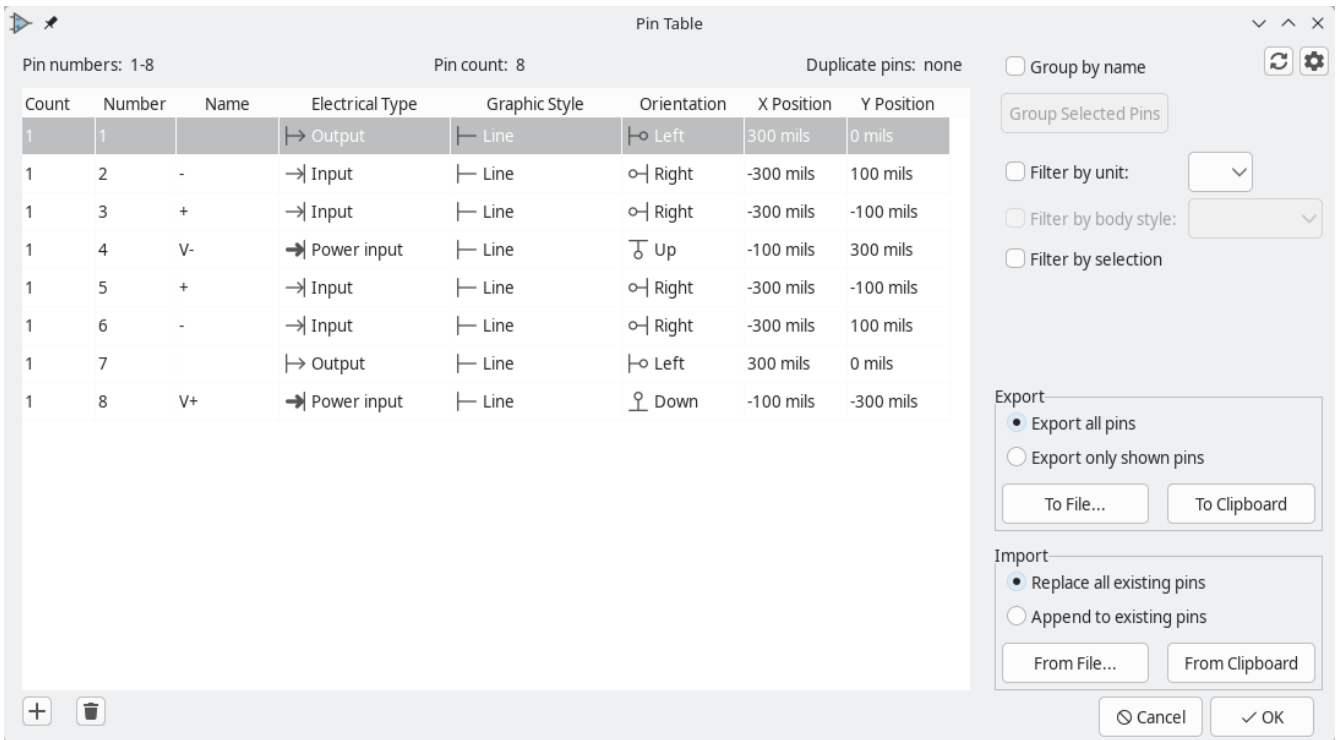 Pin Table
Pin numbers: 1-8 Pin count: 8 Duplicate pins: none
Count Number Name Electrical Type Graphic Style Orientation X Position Y Position
1 1 Output Line Left 300 mils 0 mils
1 2 - Input Line Right -300 mils 100 mils
1 3 + Input Line Right -300 mils -100 mils
1 4 V- Power input Line Up -100 mils 300 mils
1 5 + Input Line Right -300 mils -100 mils
1 6 - Input Line Right -300 mils 100 mils
1 7 Output Line Left 300 mils 0 mils
1 8 V+ Power input Line Down -100 mils -300 mils
Group by name
Group Selected Pins
Filter by unit:
Filter by body style:
Filter by selection
Export
Export all pins
Export only shown pins
To File... To Clipboard
Import
Replace all existing pins
Append to existing pins
From File... From Clipboard
Cancel OK